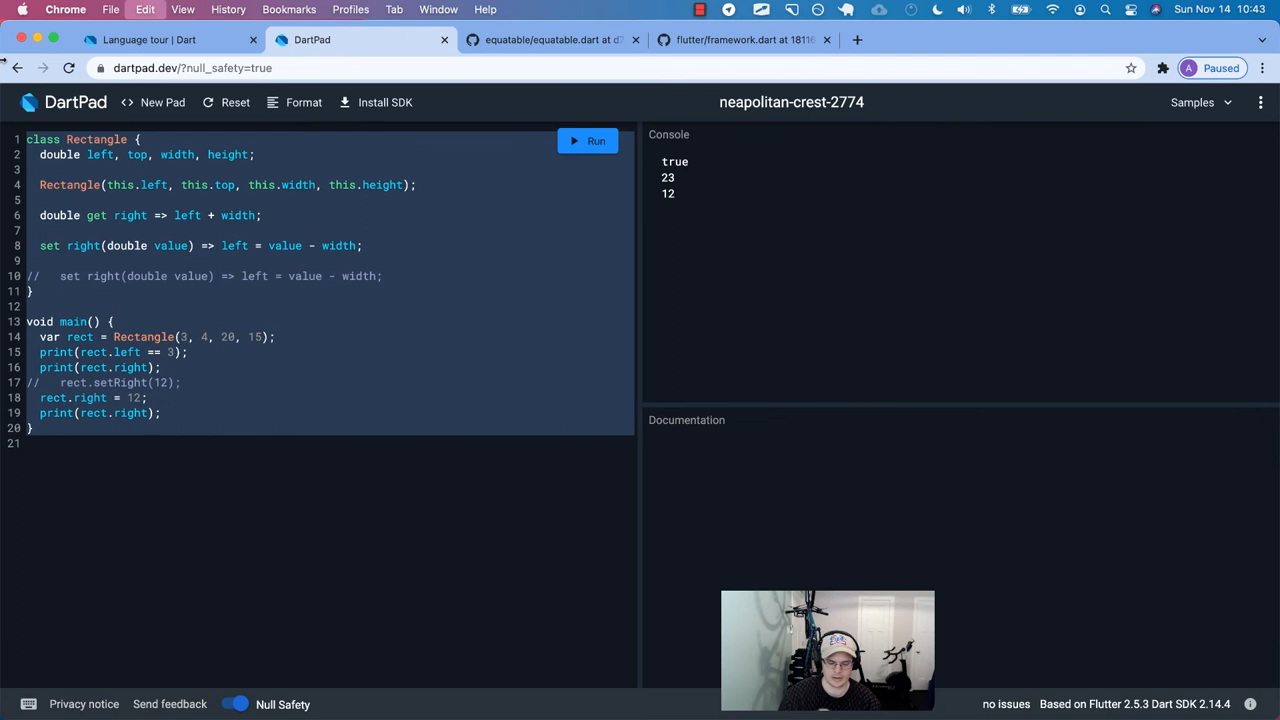 Chrome File Edit View History Bookmarks Profiles Tab Window Help Sun Nov 14 10:43
Language tour | Dart DartPad equatable/equatable.dart at d7 flutter/framework.dart at 18116
dartpad.dev/?null_safety=true A Paused
DartPad <> New Pad Reset Format Install SDK neapolitan-crest-2774 Samples
Run
1 class Rectangle {
2 double left, top, width, height;
3
4 Rectangle(this.left, this.top, this.width, this.height);
5
6 double get right => left + width;
7
8 set right(double value) => left = value - width;
9
10 // set right(double value) => left = value - width;
11 }
12
13 void main() {
14 var rect = Rectangle(3, 4, 20, 15);
15 print(rect.left == 3);
16 print(rect.right);
17 // rect.setRight(12);
18 rect.right = 12;
19 print(rect.right);
20 }
21
Console
true
23
12
Documentation
Privacy notice Send feedback Null Safety no issues Based on Flutter 2.5.3 Dart SDK 2.14.4